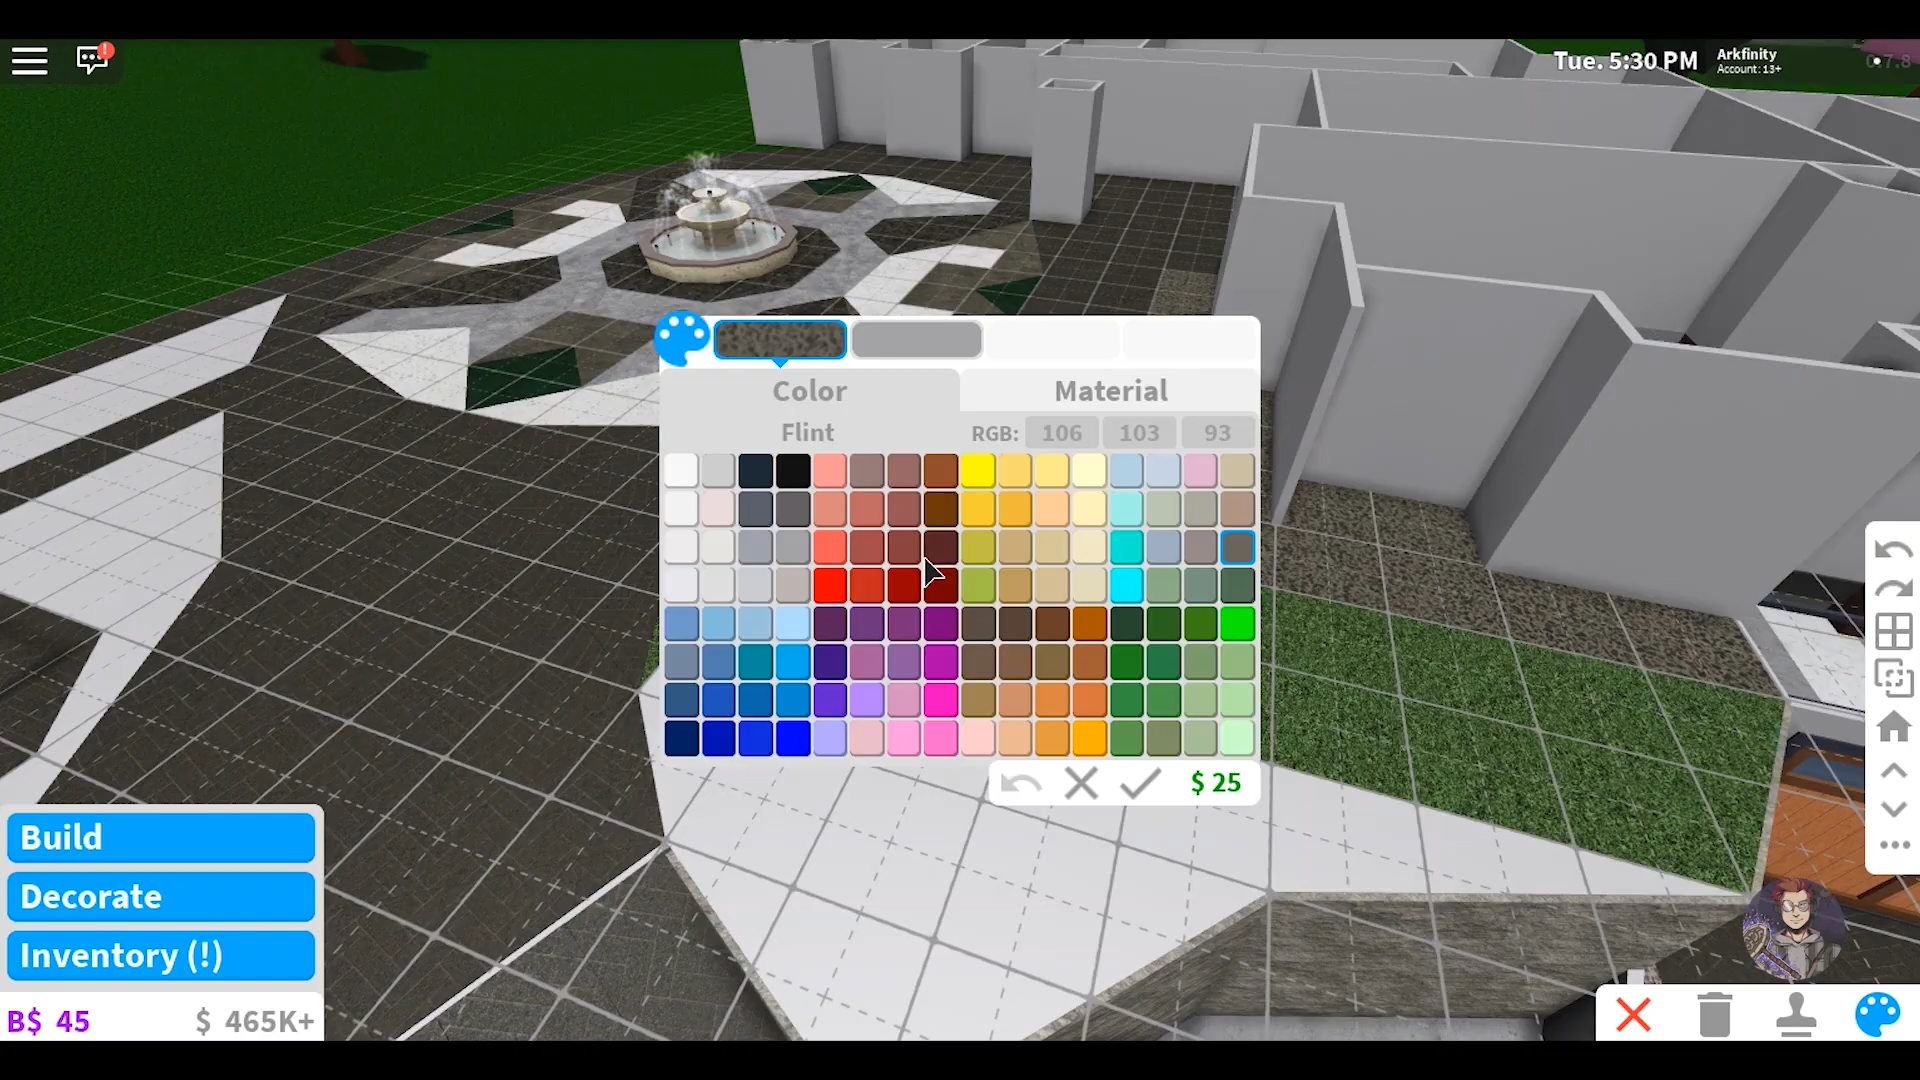 Tue. 5:30 PM
Arkfinity
Account: 13+
Color
Material
Flint
RGB: 106 103 93
$ 25
Build
Decorate
Inventory (!)
B$ 45
$ 465K+